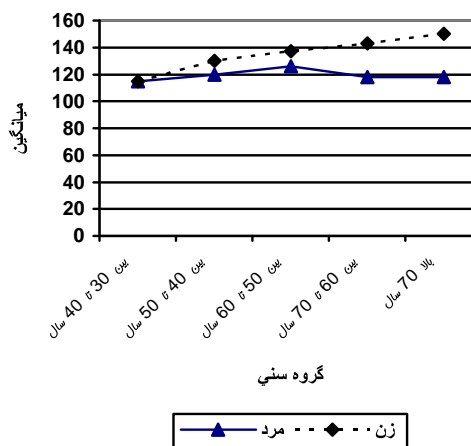 160
140
120
100
80
60
40
20
0
ميانگين
بين 30 تا 40 سال
بين 40 تا 50 سال
بين 50 تا 60 سال
بين 60 تا 70 سال
بالا 70 سال
گروه سني
مرد
زن